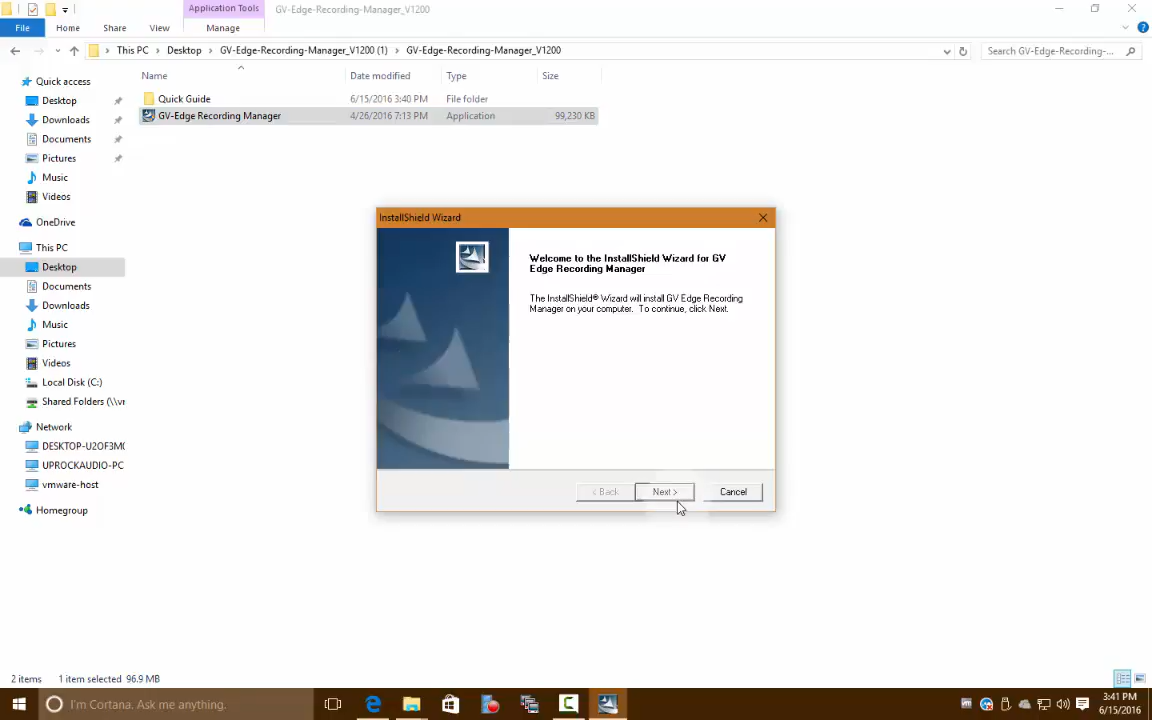 Application Tools
GV-Edge-Recording-Manager_V1200
File
Home
Share
View
Manage
This PC
Desktop
GV-Edge-Recording-Manager_V1200 (1)
GV-Edge-Recording-Manager_V1200
Search GV-Edge-Recording-...
Name
Date modified
Type
Size
Quick Guide
6/15/2016 3:40 PM
File folder
GV-Edge Recording Manager
4/26/2016 7:13 PM
Application
99,230 KB
Quick access
Desktop
Downloads
Documents
Pictures
Music
Videos
OneDrive
This PC
Desktop
Documents
Downloads
Music
Pictures
Videos
Local Disk (C:)
Shared Folders (\\vr
Network
DESKTOP-U2OF3M0
UPROCKAUDIO-PC
vmware-host
Homegroup
InstallShield Wizard
Welcome to the InstallShield Wizard for GV
Edge Recording Manager
The InstallShield® Wizard will install GV Edge Recording
Manager on your computer. To continue, click Next.
< Back
Next >
Cancel
2 items
1 item selected 96.9 MB
I'm Cortana. Ask me anything.
3:41 PM
6/15/2016